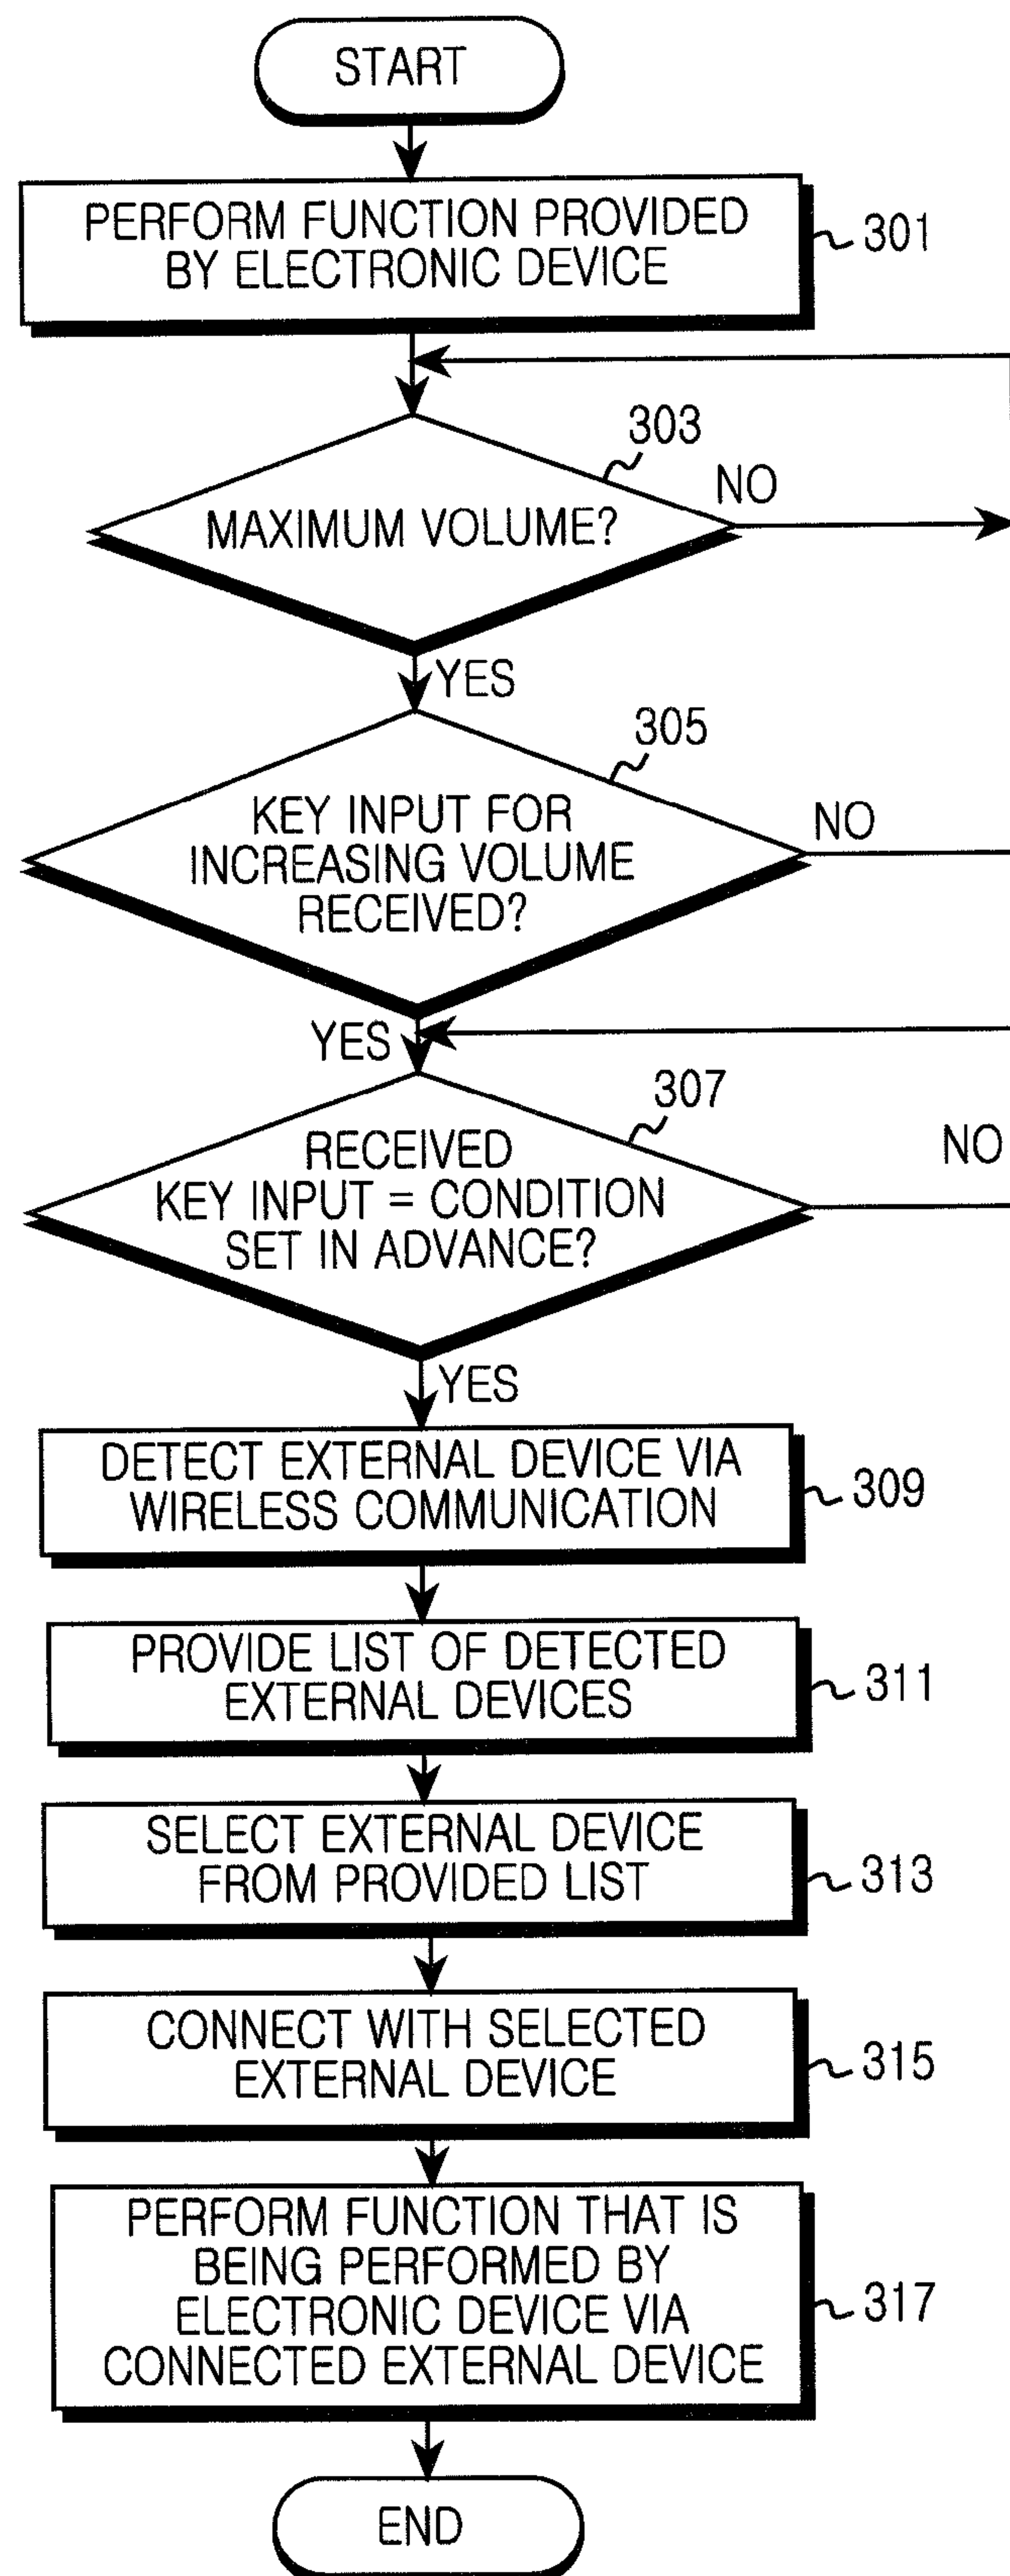 START
PERFORM FUNCTION PROVIDED
BY ELECTRONIC DEVICE
301
303
NO
MAXIMUM VOLUME?
YES
305
NO
KEY INPUT FOR
INCREASING VOLUME
RECEIVED?
YES
307
NO
RECEIVED
KEY INPUT = CONDITION
SET IN ADVANCE?
YES
DETECT EXTERNAL DEVICE VIA
WIRELESS COMMUNICATION
309
PROVIDE LIST OF DETECTED
EXTERNAL DEVICES
311
SELECT EXTERNAL DEVICE
FROM PROVIDED LIST
313
CONNECT WITH SELECTED
EXTERNAL DEVICE
315
PERFORM FUNCTION THAT IS
BEING PERFORMED BY
ELECTRONIC DEVICE VIA
CONNECTED EXTERNAL DEVICE
317
END